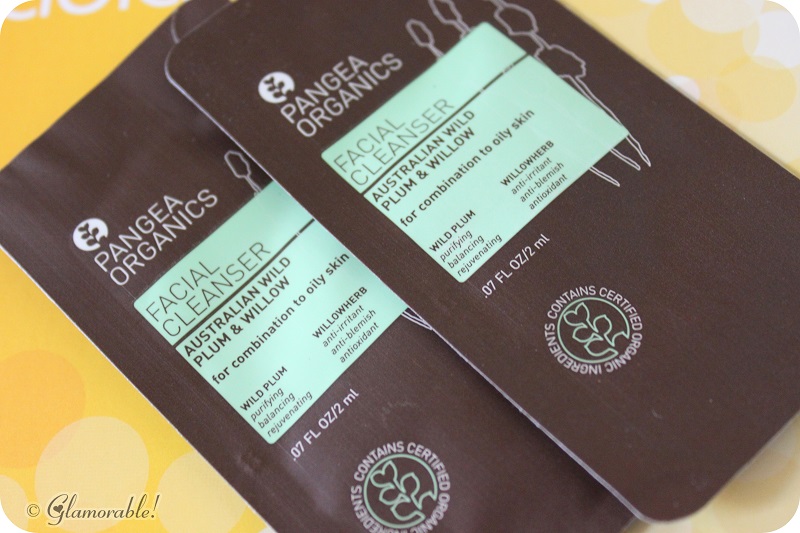 PANGEA
ORGANICS
FACIAL
CLEANSER
AUSTRALIAN WILD
PLUM & WILLOW
for combination to oily skin
WILD PLUM
purifying
balancing
rejuvenating
WILLOWHERB
anti-irritant
anti-blemish
antioxidant
.07 FL OZ/2 ml
CONTAINS CERTIFIED ORGANIC INGREDIENTS
PANGEA
ORGANICS
FACIAL
CLEANSER
AUSTRALIAN WILD
PLUM & WILLOW
for combination to oily skin
WILD PLUM
purifying
balancing
rejuvenating
WILLOWHERB
anti-irritant
anti-blemish
antioxidant
.07 FL OZ/2 ml
CONTAINS CERTIFIED ORGANIC INGREDIENTS
© Glamorable!